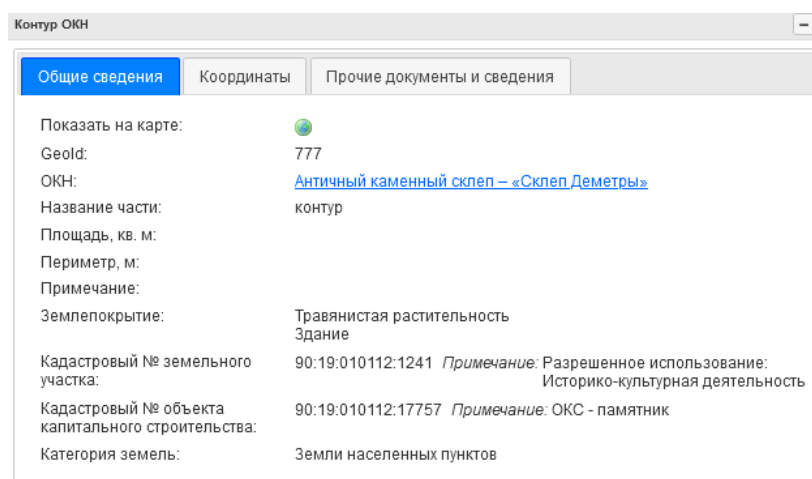 Контур ОКН
Общие сведения Координаты Прочие документы и сведения
Показать на карте:
GeoId: 777
ОКН: Античный каменный склеп – «Склеп Деметры»
Название части: контур
Площадь, кв. м:
Периметр, м:
Примечание:
Землепокрытие: Травянистая растительность
Здание
Кадастровый № земельного участка: 90:19:010112:1241 Примечание: Разрешенное использование:
Историко-культурная деятельность
Кадастровый № объекта капитального строительства: 90:19:010112:17757 Примечание: ОКС - памятник
Категория земель: Земли населенных пунктов